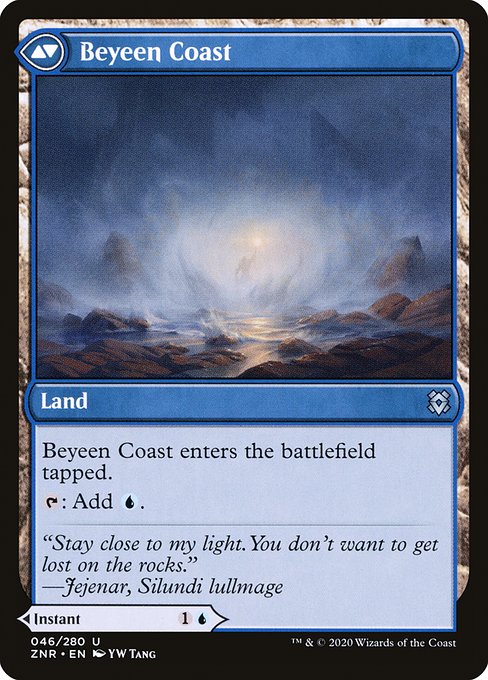 Beyeen Coast
Land
Beyeen Coast enters the battlefield
tapped.
: Add .
“Stay close to my light. You don’t want to get
lost on the rocks.”
—Jejenar, Silundi lullmage
Instant 1
046/280 U
ZNR • EN YW Tang
™ & © 2020 Wizards of the Coast